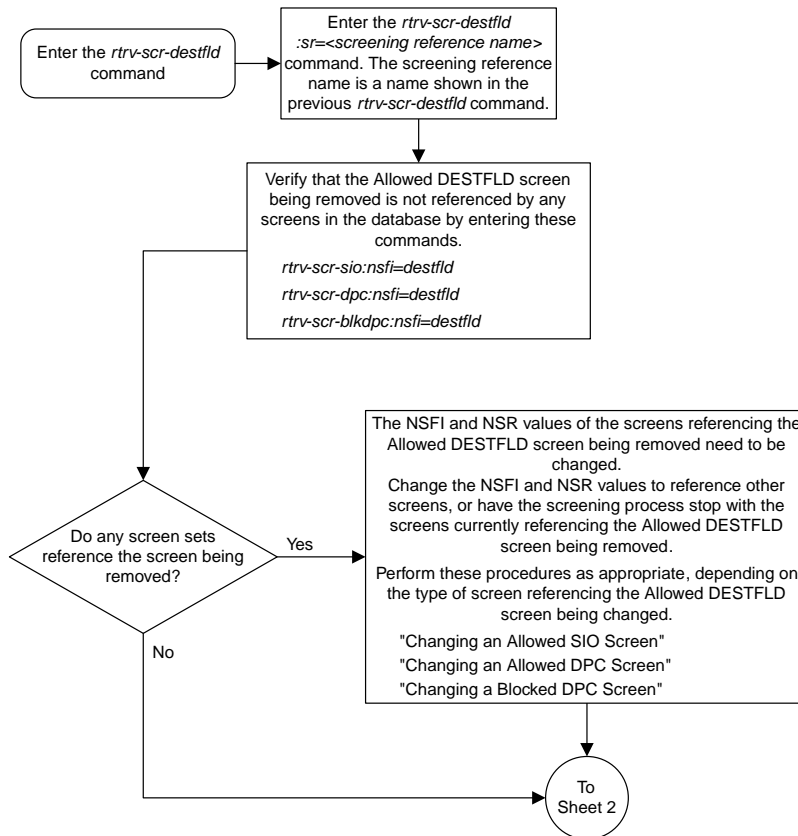 Enter the rtrv-scr-destfld
command
Enter the rtrv-scr-destfld
:sr=<screening reference name>
command. The screening reference
name is a name shown in the
previous rtrv-scr-destfld command.
Verify that the Allowed DESTFLD screen
being removed is not referenced by any
screens in the database by entering these
commands.
rtrv-scr-sio:nsfi=destfld
rtrv-scr-dpc:nsfi=destfld
rtrv-scr-blkdpc:nsfi=destfld
Do any screen sets
reference the screen being
removed?
Yes
No
The NSFI and NSR values of the screens referencing the
Allowed DESTFLD screen being removed need to be
changed.
Change the NSFI and NSR values to reference other
screens, or have the screening process stop with the
screens currently referencing the Allowed DESTFLD
screen being removed.
Perform these procedures as appropriate, depending on
the type of screen referencing the Allowed DESTFLD
screen being changed.
"Changing an Allowed SIO Screen"
"Changing an Allowed DPC Screen"
"Changing a Blocked DPC Screen"
To
Sheet 2